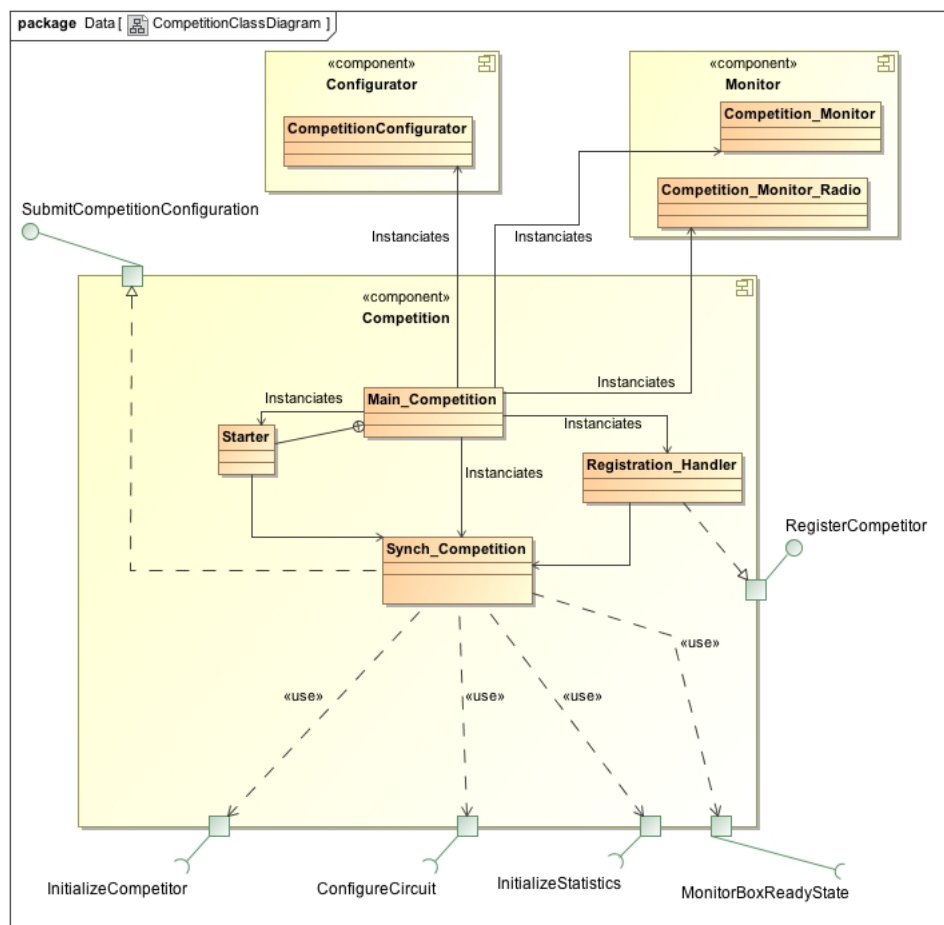 package Data [ CompetitionClassDiagram ]
«component»
Configurator
CompetitionConfigurator
«component»
Monitor
Competition_Monitor
Competition_Monitor_Radio
SubmitCompetitionConfiguration
Instanciates
Instanciates
«component»
Competition
Instanciates
Instanciates
Main_Competition
Instanciates
Starter
Registration_Handler
Instanciates
RegisterCompetitor
Synch_Competition
«use»
«use»
«use»
«use»
InitializeCompetitor
ConfigureCircuit
InitializeStatistics
MonitorBoxReadyState